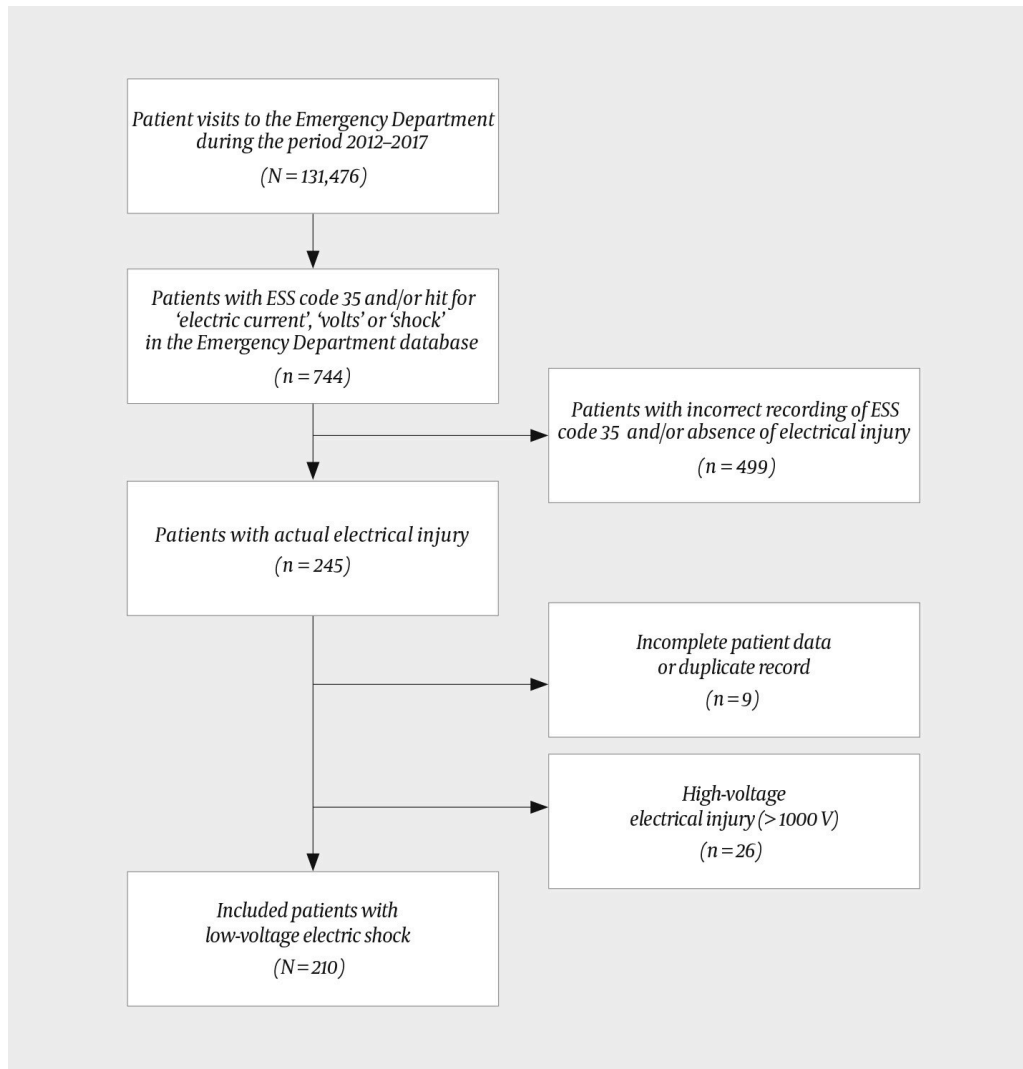 Patient visits to the Emergency Department
during the period 2012–2017
(N = 131,476)
Patients with ESS code 35 and/or hit for
‘electric current’, ‘volts’ or ‘shock’
in the Emergency Department database
(n = 744)
Patients with incorrect recording of ESS
code 35 and/or absence of electrical injury
(n = 499)
Patients with actual electrical injury
(n = 245)
Incomplete patient data
or duplicate record
(n = 9)
High-voltage
electrical injury (> 1000 V)
(n = 26)
Included patients with
low-voltage electric shock
(N = 210)